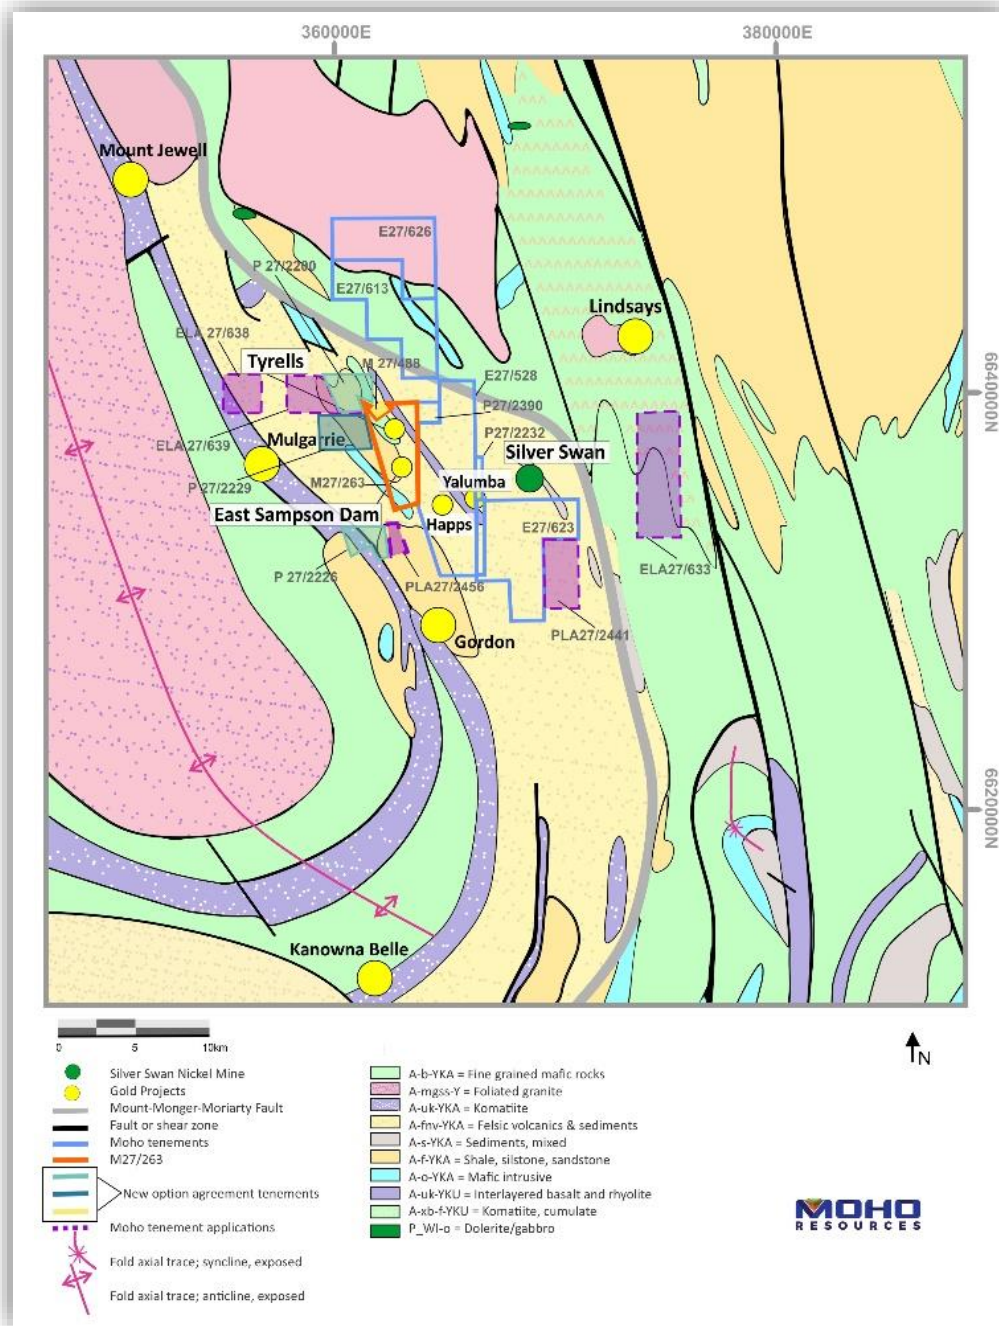 360000E
380000E
Mount Jewell
E27/626
P 27/2280
E27/613
Lindsays
ELA 27/638
Tyrells
M 27/488
E27/528
6640000N
P27/2390
ELA 27/639
Mulgarrie
P27/2232
Silver Swan
P 27/2229
M27/263
Yalumba
East Sampson Dam
Happs
E27/623
P 27/2226
PLA27/2456
ELA27/633
Gordon
PLA27/2441
6620000N
Kanowna Belle
0 5 10km
N
Silver Swan Nickel Mine
Gold Projects
Mount-Monger-Moriarty Fault
Fault or shear zone
Moho tenements
M27/263
New option agreement tenements
Moho tenement applications
Fold axial trace; syncline, exposed
Fold axial trace; anticline, exposed
A-b-YKA = Fine grained mafic rocks
A-mgss-Y = Foliated granite
A-uk-YKA = Komatiite
A-fnv-YKA = Felsic volcanics & sediments
A-s-YKA = Sediments, mixed
A-f-YKA = Shale, silstone, sandstone
A-o-YKA = Mafic intrusive
A-uk-YKU = Interlayered basalt and rhyolite
A-xb-f-YKU = Komatiite, cumulate
P_WI-o = Dolerite/gabbro
MOHO
RESOURCES